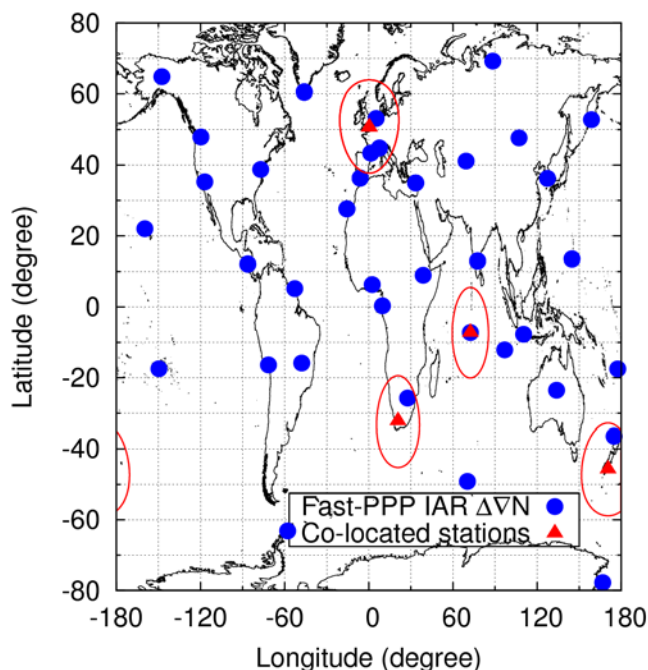 80
60
40
20
0
-20
-40
-60
-80
Latitude (degree)
Fast-PPP IAR Δ∇N
Co-located stations
-180 -120 -60 0 60 120 180
Longitude (degree)